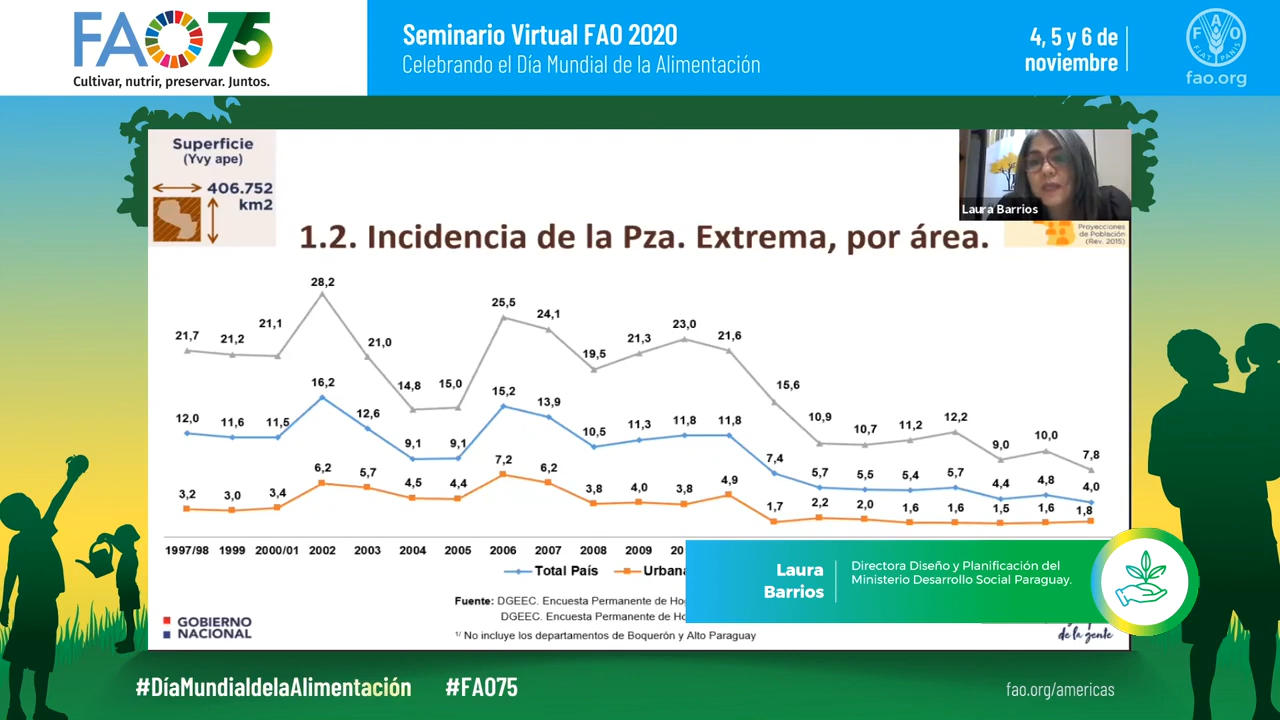 FAO75
Cultivar, nutrir, preservar. Juntos.
Seminario Virtual FAO 2020
Celebrando el Día Mundial de la Alimentación
4, 5 y 6 de
noviembre
FAO
FIAT PANIS
fao.org
Superficie
(Yvy ape)
406.752
km2
Laura Barrios
Proyecciones
de Población
(Rev. 2015)
1.2. Incidencia de la Pza. Extrema, por área.
21,7 21,2 21,1 28,2 21,0 14,8 15,0 25,5 24,1 19,5 21,3 23,0 21,6 15,6 10,9 10,7 11,2 12,2 9,0 10,0 7,8
12,0 11,6 11,5 16,2 12,6 9,1 9,1 15,2 13,9 10,5 11,3 11,8 11,8 7,4 5,7 5,5 5,4 5,7 4,4 4,8 4,0
3,2 3,0 3,4 6,2 5,7 4,5 4,4 7,2 6,2 3,8 4,0 3,8 4,9 1,7 2,2 2,0 1,6 1,6 1,5 1,6 1,8
1997/98 1999 2000/01 2002 2003 2004 2005 2006 2007 2008 2009
Total País Urbana
Fuente: DGEEC. Encuesta Permanente de
DGEEC. Encuesta Permanente de
1/ No incluye los departamentos de Boquerón y Alto Paraguay
GOBIERNO
NACIONAL
de la gente
Laura
Barrios
Directora Diseño y Planificación del
Ministerio Desarrollo Social Paraguay.
#DíaMundialdelaAlimentación #FAO75
fao.org/americas